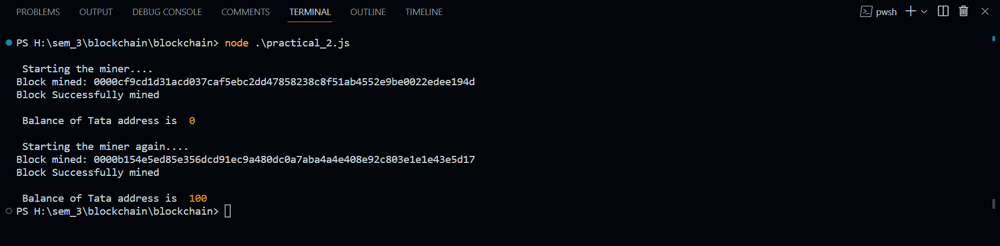 PROBLEMS OUTPUT DEBUG CONSOLE COMMENTS TERMINAL OUTLINE TIMELINE pwsh
PS H:\sem_3\blockchain\blockchain> node .\practical_2.js
Starting the miner....
Block mined: 0000cf9cd1d31acd037caf5ebc2dd47858238c8f51ab4552e9be0022edee194d
Block Successfully mined
Balance of Tata address is 0
Starting the miner again....
Block mined: 0000b154e5ed85e356dcd91ec9a480dc0a7aba4a4e408e92c803e1e1e43e5d17
Block Successfully mined
Balance of Tata address is 100
PS H:\sem_3\blockchain\blockchain>